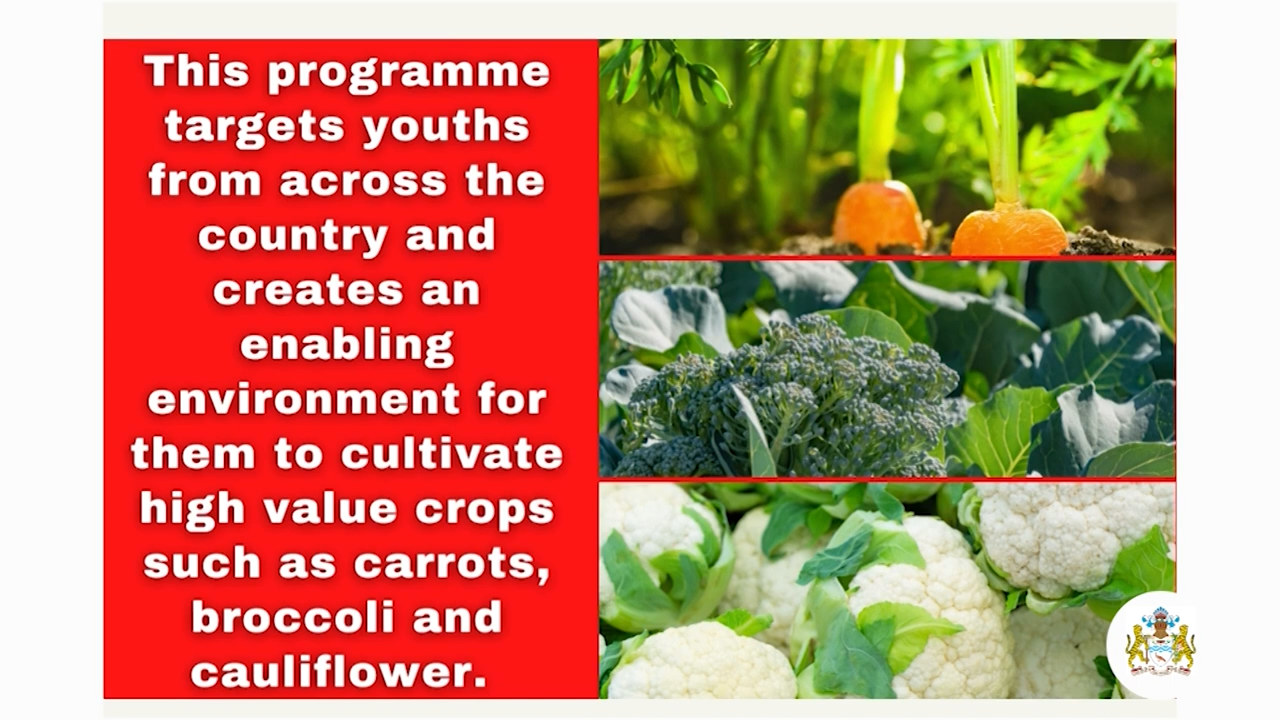 This programme
targets youths
from across the
country and
creates an
enabling
environment for
them to cultivate
high value crops
such as carrots,
broccoli and
cauliflower.